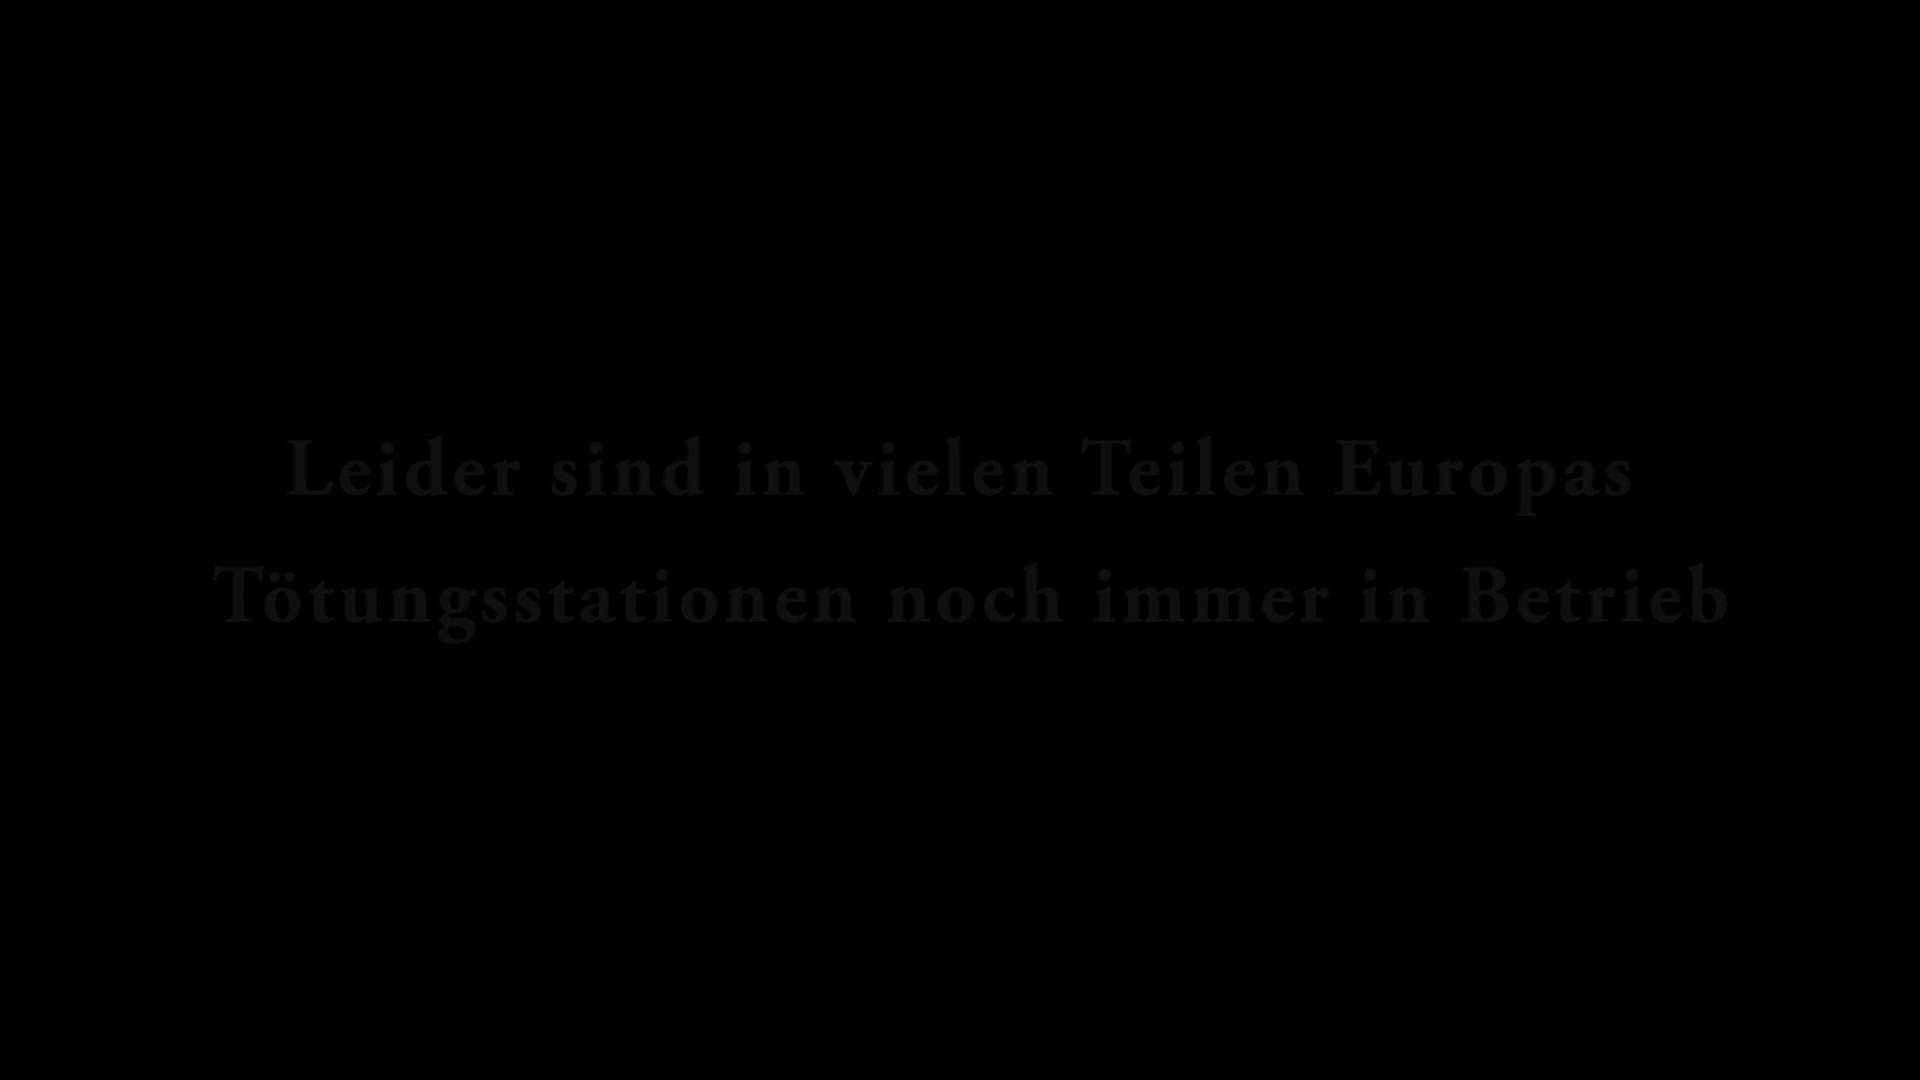 Leider sind in vielen Teilen Europas
Tötungsstationen noch immer in Betrieb